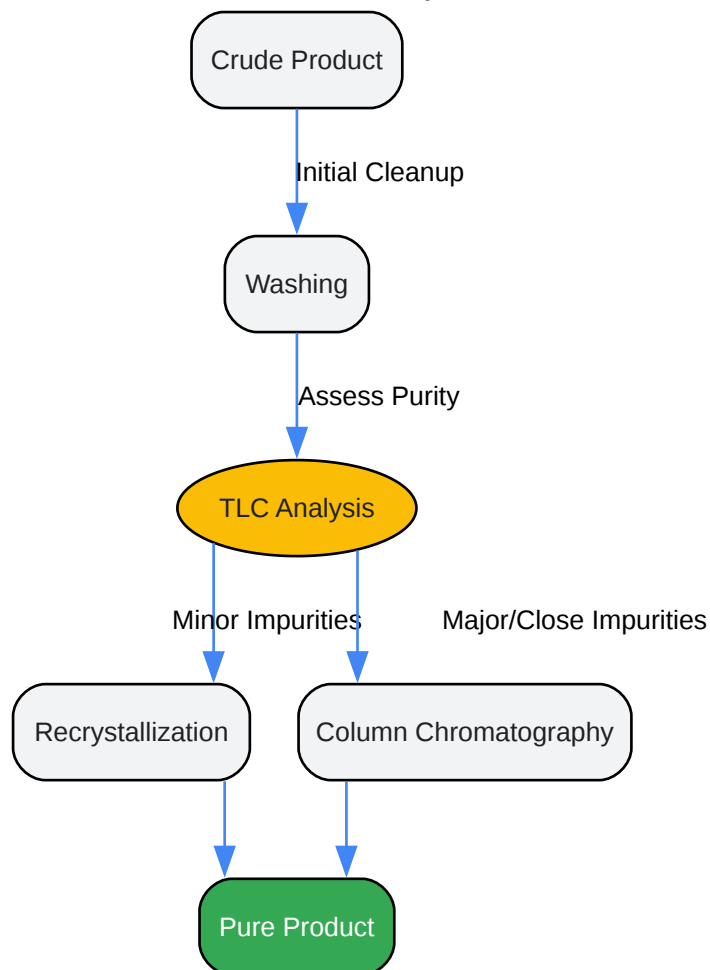 Crude Product
Initial Cleanup
Washing
Assess Purity
TLC Analysis
Minor Impurities
Major/Close Impurities
Recrystallization
Column Chromatography
Pure Product